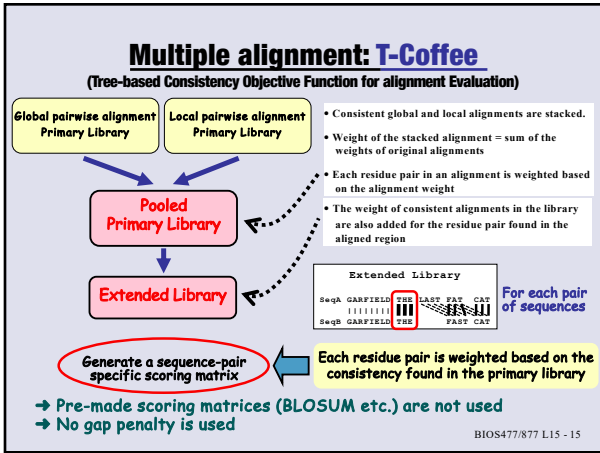 Multiple alignment: T-Coffee
(Tree-based Consistency Objective Function for alignment Evaluation)
Global pairwise alignment
Primary Library
Local pairwise alignment
Primary Library
• Consistent global and local alignments are stacked.
• Weight of the stacked alignment = sum of the
weights of original alignments
• Each residue pair in an alignment is weighted based
on the alignment weight
• The weight of consistent alignments in the library
are also added for the residue pair found in the
aligned region
Pooled
Primary Library
Extended Library
Extended Library
SeqA GARFIELD THE LAST FAT CAT
SeqB GARFIELD THE FAST CAT
For each pair
of sequences
Generate a sequence-pair
specific scoring matrix
Each residue pair is weighted based on the
consistency found in the primary library
➔ Pre-made scoring matrices (BLOSUM etc.) are not used
➔ No gap penalty is used
BIOS477/877 L15 - 15